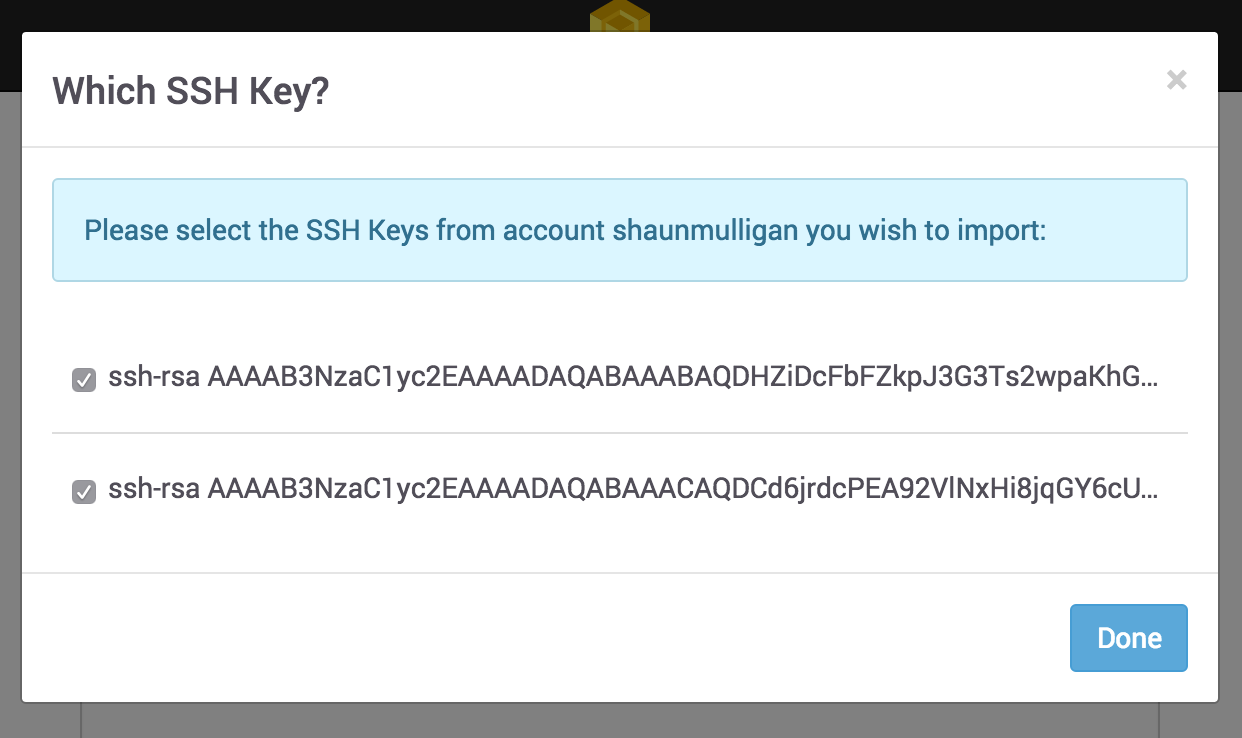 Which SSH Key?
×
Please select the SSH Keys from account shaunmulligan you wish to import:
ssh-rsa AAAAB3NzaC1yc2EAAAADAQABAAABAQDHZiDcFbFZkpJ3G3Ts2wpaKhG...
ssh-rsa AAAAB3NzaC1yc2EAAAADAQABAAACAQDCd6jrdcPEA92VlNxHi8jqGY6cU...
Done